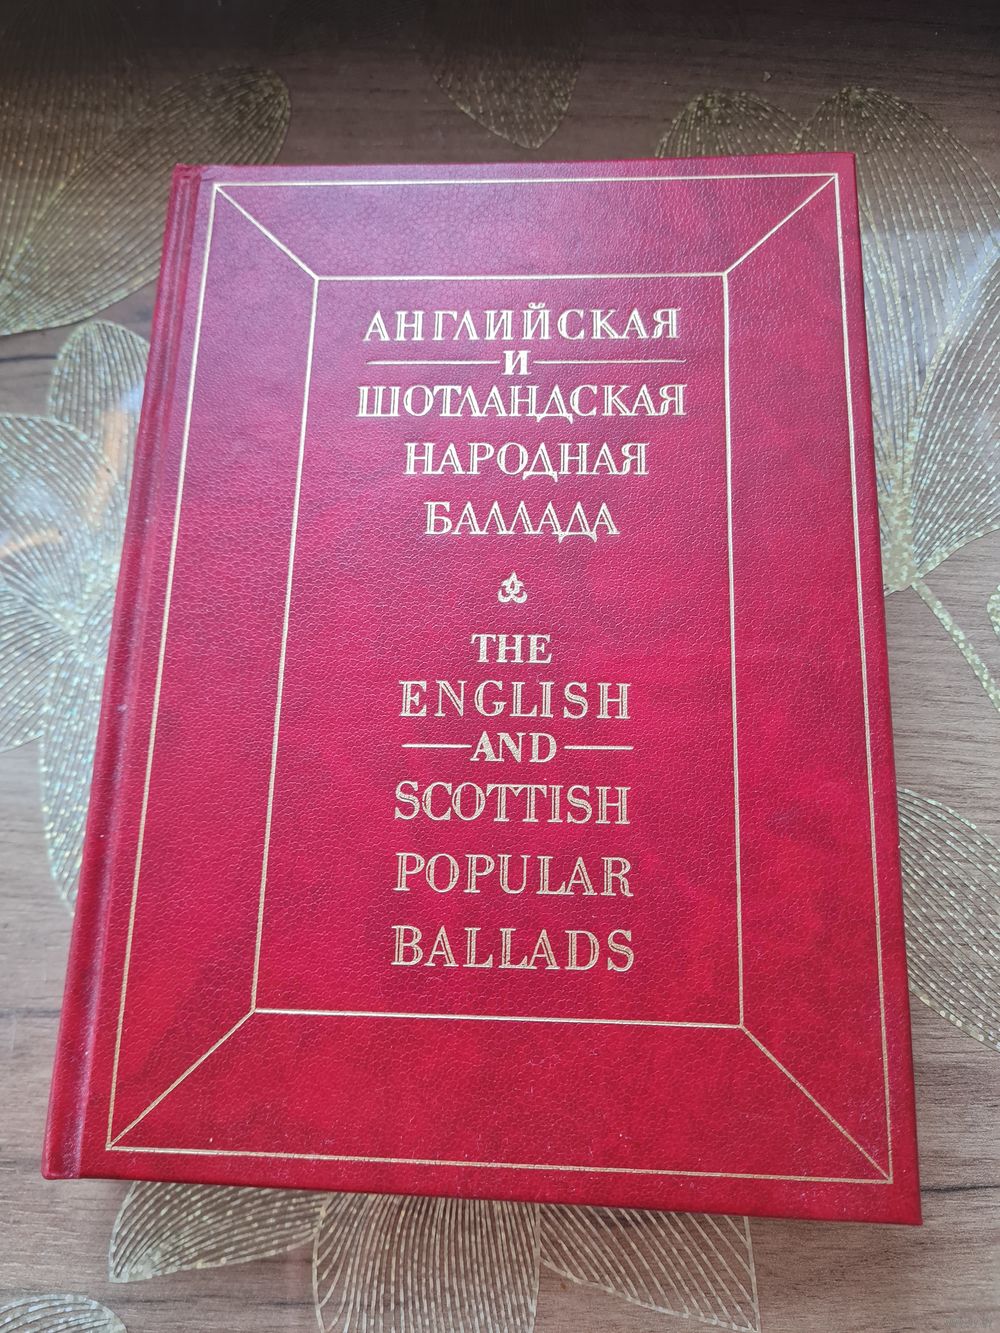 АНГЛИЙСКАЯ
И
ШОТЛАНДСКАЯ
НАРОДНАЯ
БАЛЛАДА
THE
ENGLISH
AND
SCOTTISH
POPULAR
BALLADS